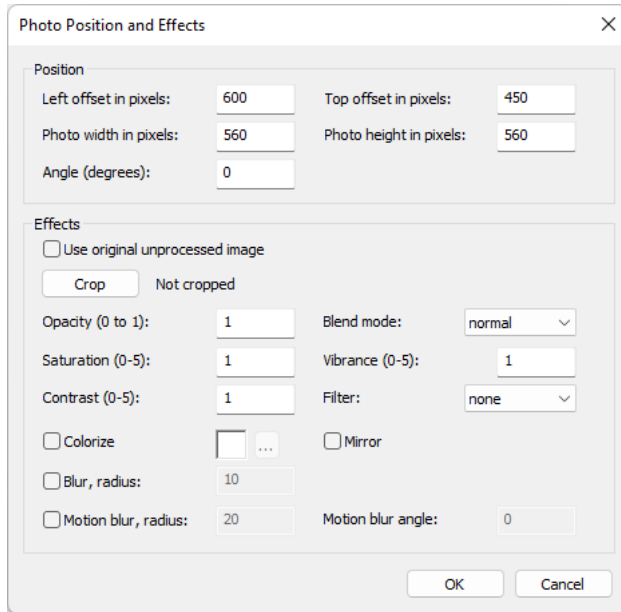 Photo Position and Effects
Position
Left offset in pixels: 600 Top offset in pixels: 450
Photo width in pixels: 560 Photo height in pixels: 560
Angle (degrees): 0
Effects
Use original unprocessed image
Crop Not cropped
Opacity (0 to 1): 1 Blend mode: normal
Saturation (0-5): 1 Vibrance (0-5): 1
Contrast (0-5): 1 Filter: none
Colorize ... Mirror
Blur, radius: 10
Motion blur, radius: 20 Motion blur angle: 0
OK Cancel